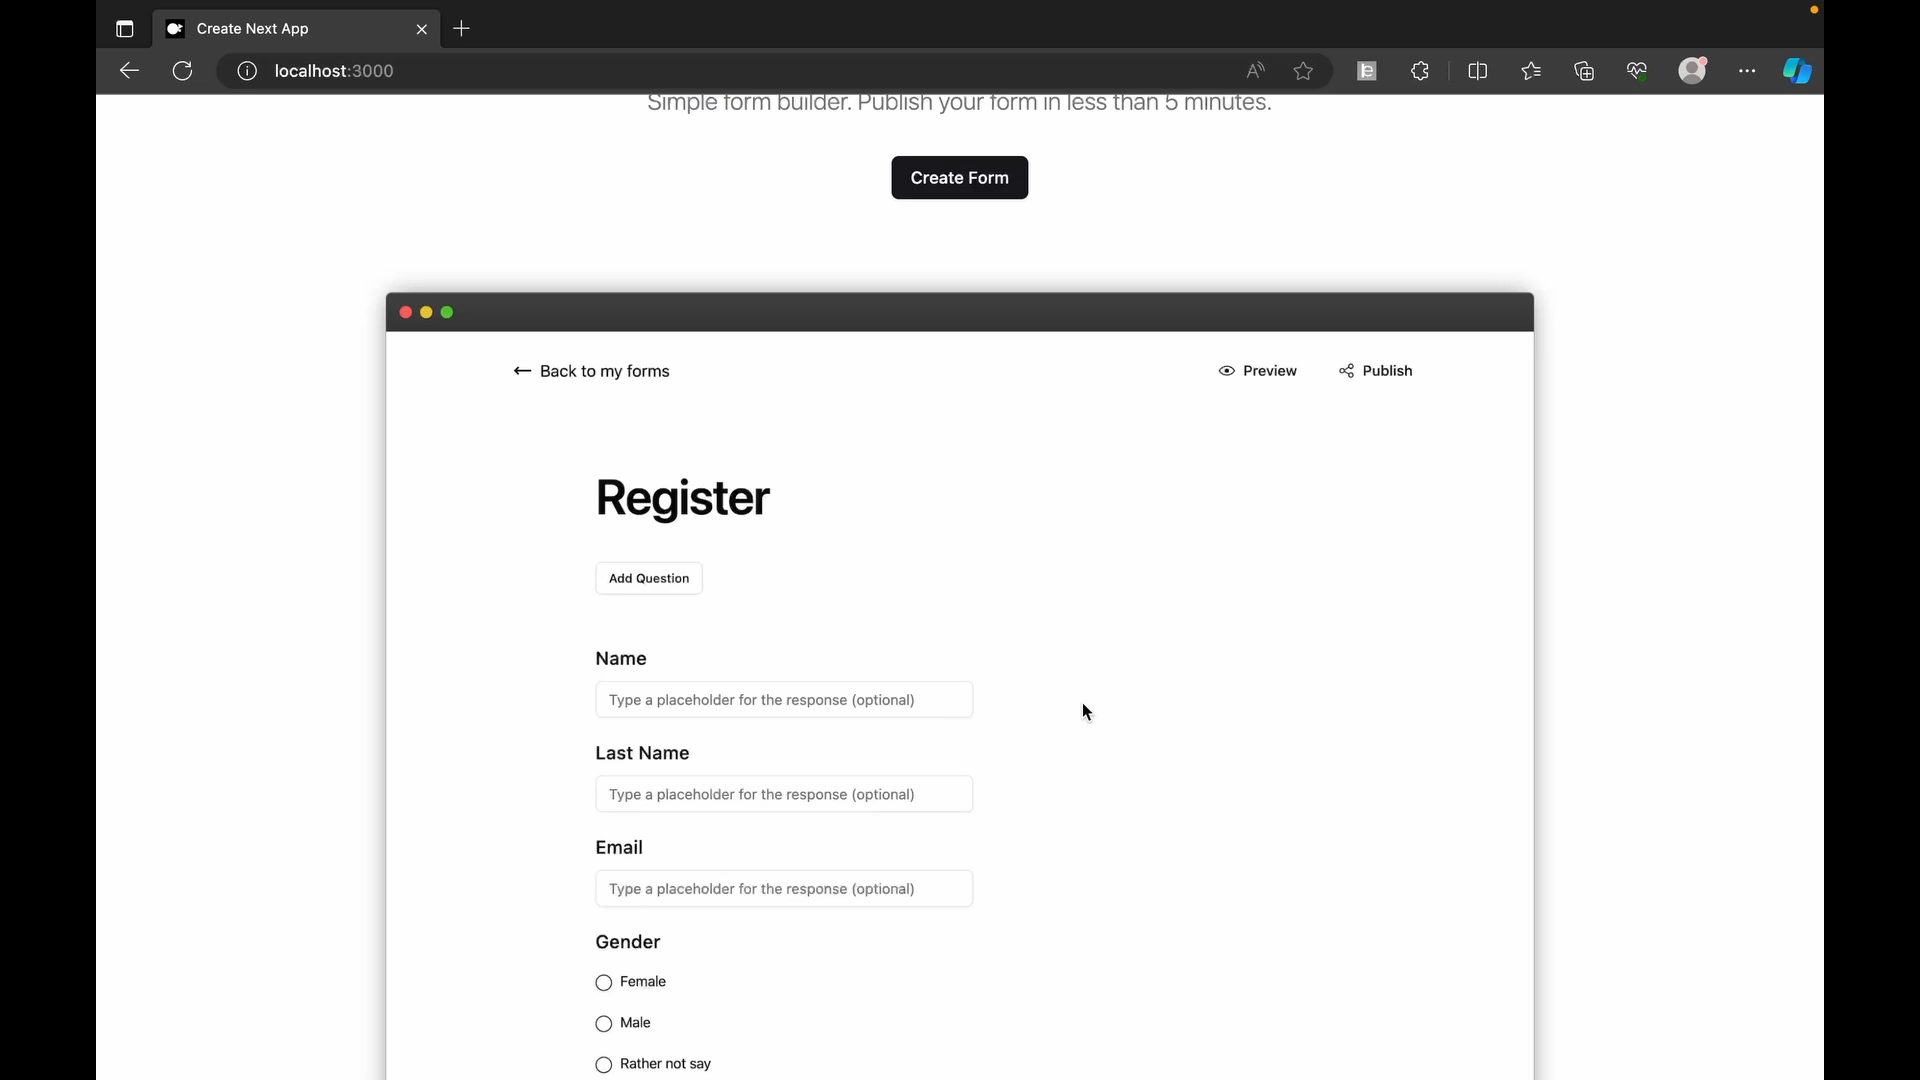 Create Next App
localhost:3000
Simple form builder. Publish your form in less than 5 minutes.
Create Form
Back to my forms
Preview
Publish
Register
Add Question
Name
Type a placeholder for the response (optional)
Last Name
Type a placeholder for the response (optional)
Email
Type a placeholder for the response (optional)
Gender
Female
Male
Rather not say